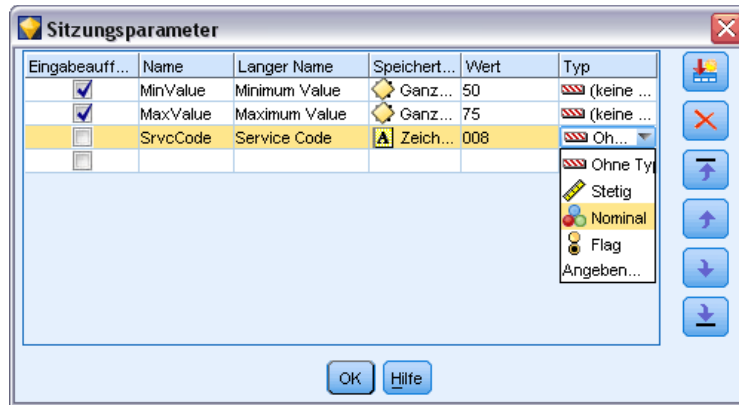 Sitzungsparameter
Eingabeauff... Name Langer Name Speichert... Wert Typ
MinValue Minimum Value Ganz... 50 (keine ...
MaxValue Maximum Value Ganz... 75 (keine ...
SrvcCode Service Code A Zeich... 008 Oh...
Ohne Typ
Stetig
Nominal
Flag
Angeben...
OK Hilfe